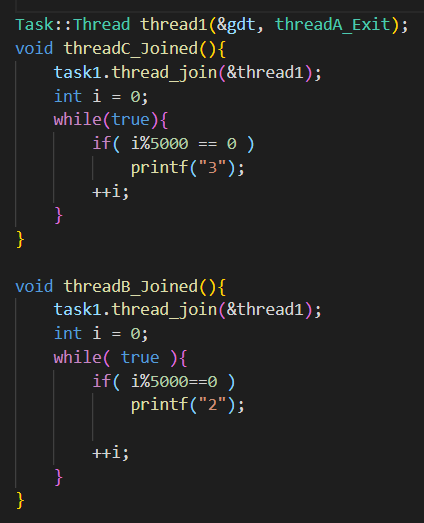 Task::Thread thread1(&gdt, threadA_Exit);
void threadC_Joined(){
    task1.thread_join(&thread1);
    int i = 0;
    while(true){
        if( i%5000 == 0 )
            printf("3");
        ++i;
    }
}

void threadB_Joined(){
    task1.thread_join(&thread1);
    int i = 0;
    while( true ){
        if( i%5000==0 )
            printf("2");

        ++i;
    }
}